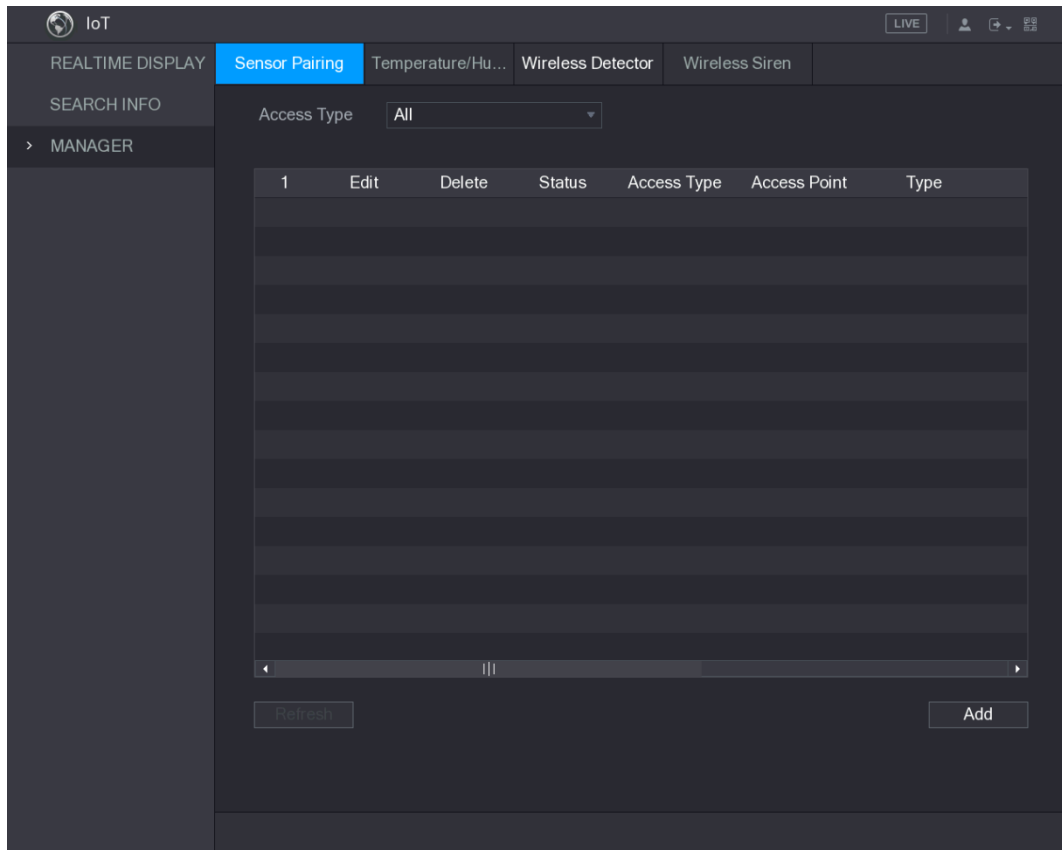 IoT
LIVE
REALTIME DISPLAY
SEARCH INFO
MANAGER
Sensor Pairing
Temperature/Hu...
Wireless Detector
Wireless Siren
Access Type
All
1 Edit Delete Status Access Type Access Point Type
Refresh
Add